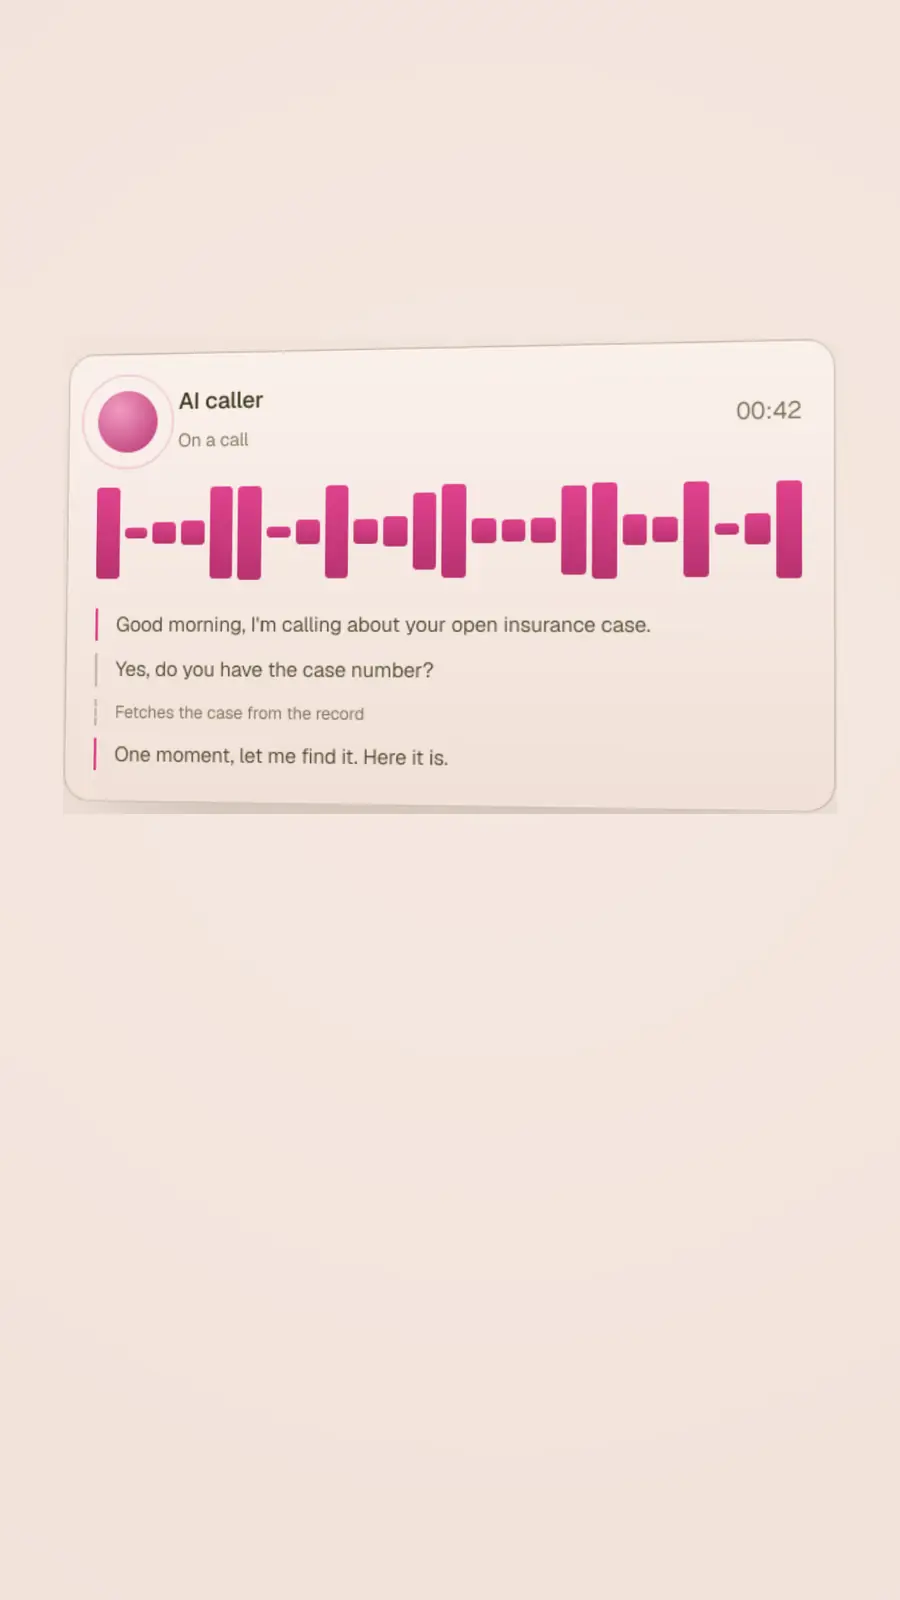 AI caller
00:42
On a call
Good morning, I'm calling about your open insurance case.
Yes, do you have the case number?
Fetches the case from the record
One moment, let me find it. Here it is.